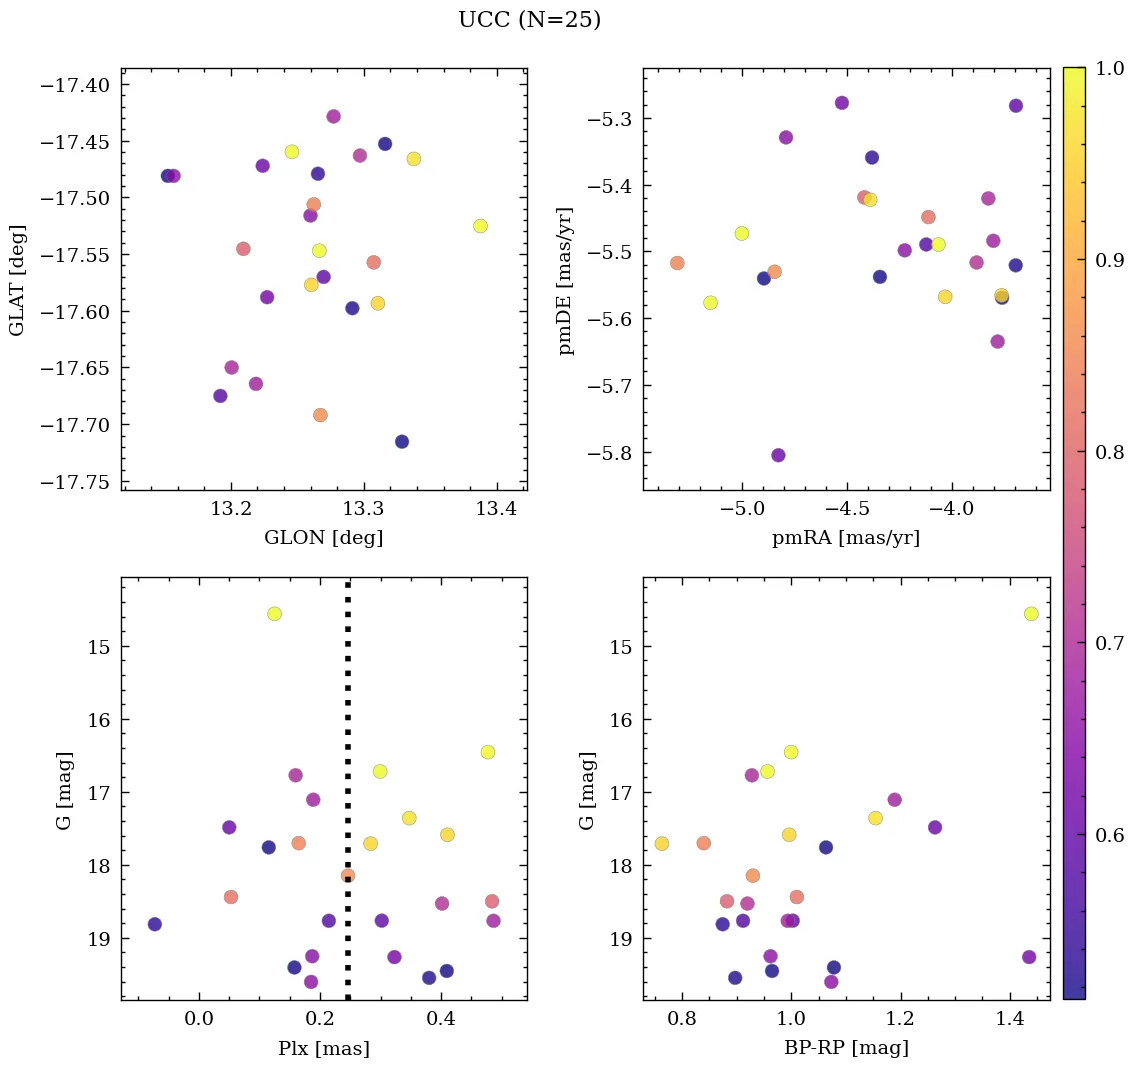 UCC (N=25)
−17.40
−17.45
−17.50
−17.55
−17.60
−17.65
−17.70
−17.75
GLAT [deg]
13.2 13.3 13.4
GLON [deg]
−5.3
−5.4
−5.5
−5.6
−5.7
−5.8
pmDE [mas/yr]
−5.0 −4.5 −4.0
pmRA [mas/yr]
15
16
17
18
19
G [mag]
0.0 0.2 0.4
Plx [mas]
15
16
17
18
19
G [mag]
0.8 1.0 1.2 1.4
BP-RP [mag]
1.0
0.9
0.8
0.7
0.6